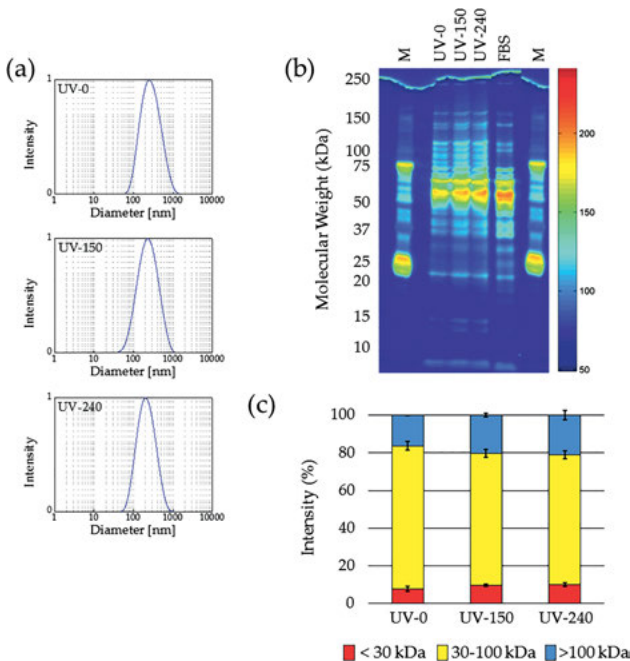 (a)
UV-0
1
Intensity
0
1 10 100 1000 10000
Diameter [nm]
UV-150
1
Intensity
0
1 10 100 1000 10000
Diameter [nm]
UV-240
1
Intensity
0
1 10 100 1000 10000
Diameter [nm]
(b)
M UV-0 UV-150 UV-240 FBS M
Molecular Weight (kDa)
250
150
100
75
50
37
25
20
15
10
200
150
100
50
(c)
Intensity (%)
100
80
60
40
20
0
UV-0 UV-150 UV-240
< 30 kDa 30-100 kDa >100 kDa